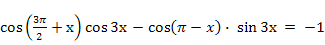 cos(3π/2 + x) cos 3x − cos(π − x) · sin 3x = −1